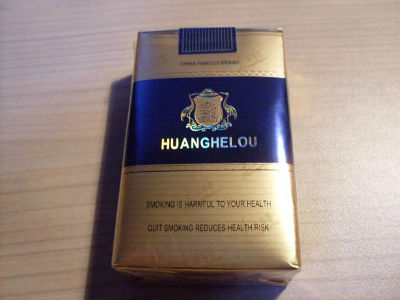 CHINA FAMOUS BRAND
HUANGHELOU
SMOKING IS HARMFUL TO YOUR HEALTH
QUIT SMOKING REDUCES HEALTH RISK